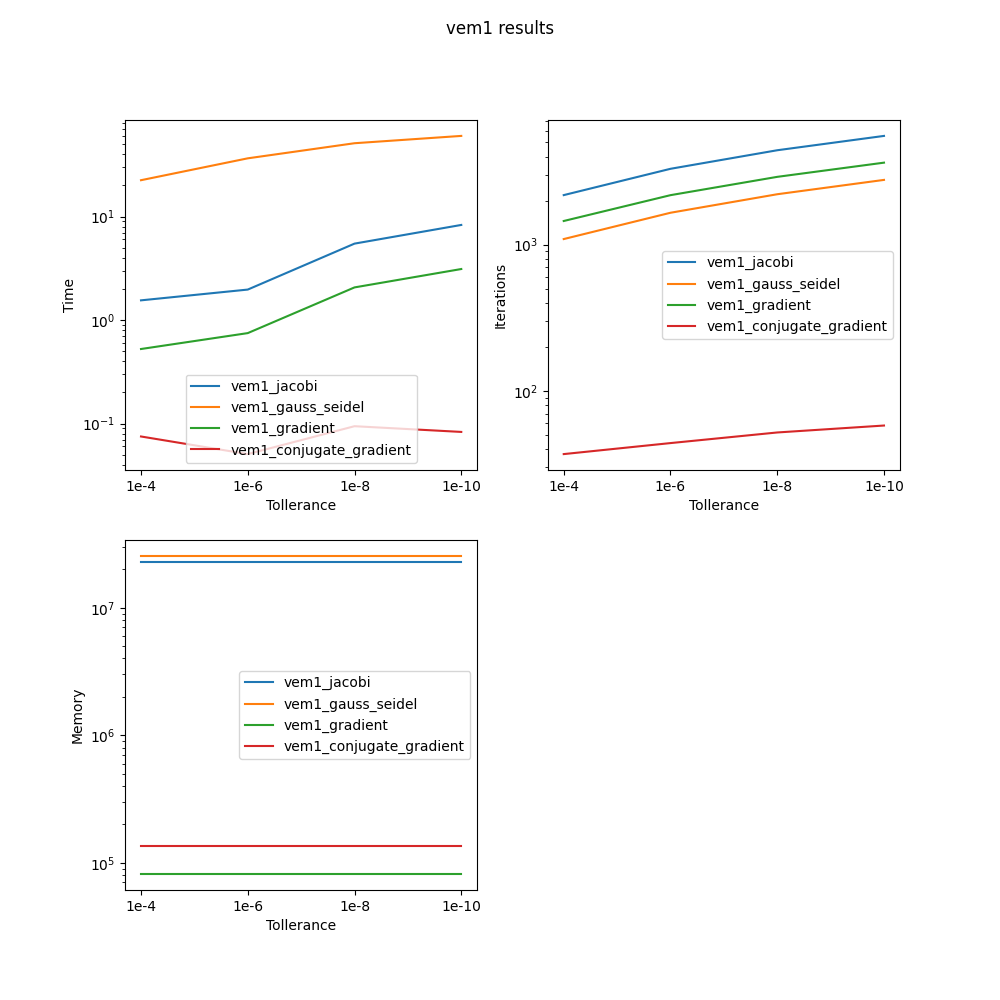 vem1 results
10^1
10^0
10^-1
Time
vem1_jacobi
vem1_gauss_seidel
vem1_gradient
vem1_conjugate_gradient
1e-4 1e-6 1e-8 1e-10
Tollerance
10^3
10^2
Iterations
vem1_jacobi
vem1_gauss_seidel
vem1_gradient
vem1_conjugate_gradient
1e-4 1e-6 1e-8 1e-10
Tollerance
10^7
10^6
10^5
Memory
vem1_jacobi
vem1_gauss_seidel
vem1_gradient
vem1_conjugate_gradient
1e-4 1e-6 1e-8 1e-10
Tollerance